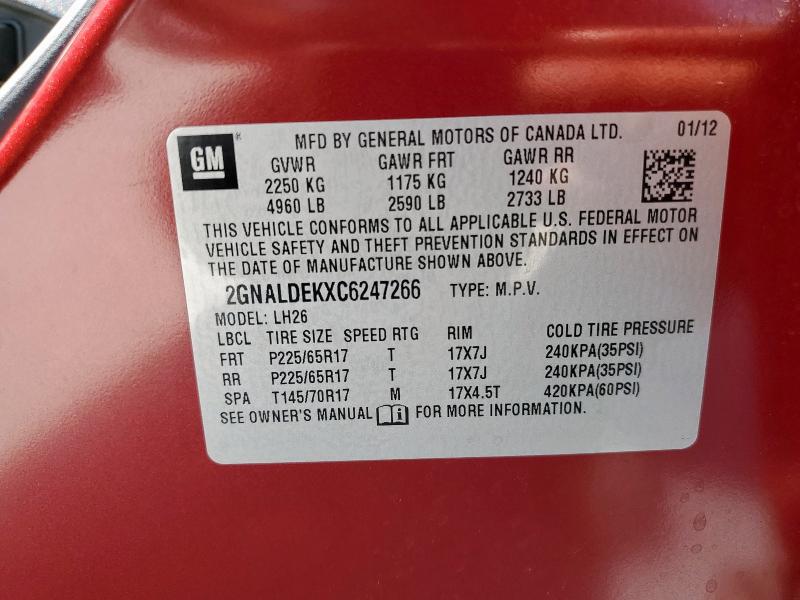 GM ® MFD BY GENERAL MOTORS OF CANADA LTD. 01/12
GVWR GAWR FRT GAWR RR
2250 KG 1175 KG 1240 KG
4960 LB 2590 LB 2733 LB
THIS VEHICLE CONFORMS TO ALL APPLICABLE U.S. FEDERAL MOTOR
VEHICLE SAFETY AND THEFT PREVENTION STANDARDS IN EFFECT ON
THE DATE OF MANUFACTURE SHOWN ABOVE.
2GNALDEKXC6247266 TYPE: M.P.V.
MODEL: LH26
LBCL TIRE SIZE SPEED RTG RIM COLD TIRE PRESSURE
FRT P225/65R17 T 17X7J 240KPA(35PSI)
RR P225/65R17 T 17X7J 240KPA(35PSI)
SPA T145/70R17 M 17X4.5T 420KPA(60PSI)
SEE OWNER'S MANUAL FOR MORE INFORMATION.